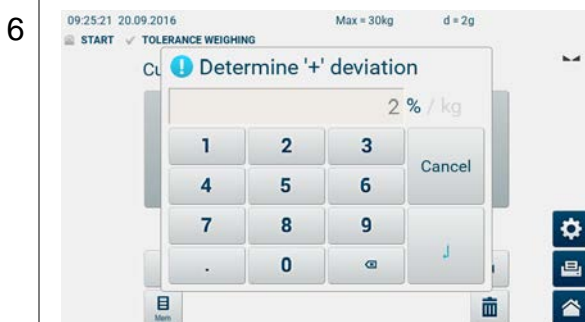 6
09:25:21 20.09.2016 Max = 30kg d = 2g
START TOLERANCE WEIGHING
Cu
! Determine '+' deviation
2 % / kg
1 2 3
Cancel
4 5 6
7 8 9
. 0
Mem